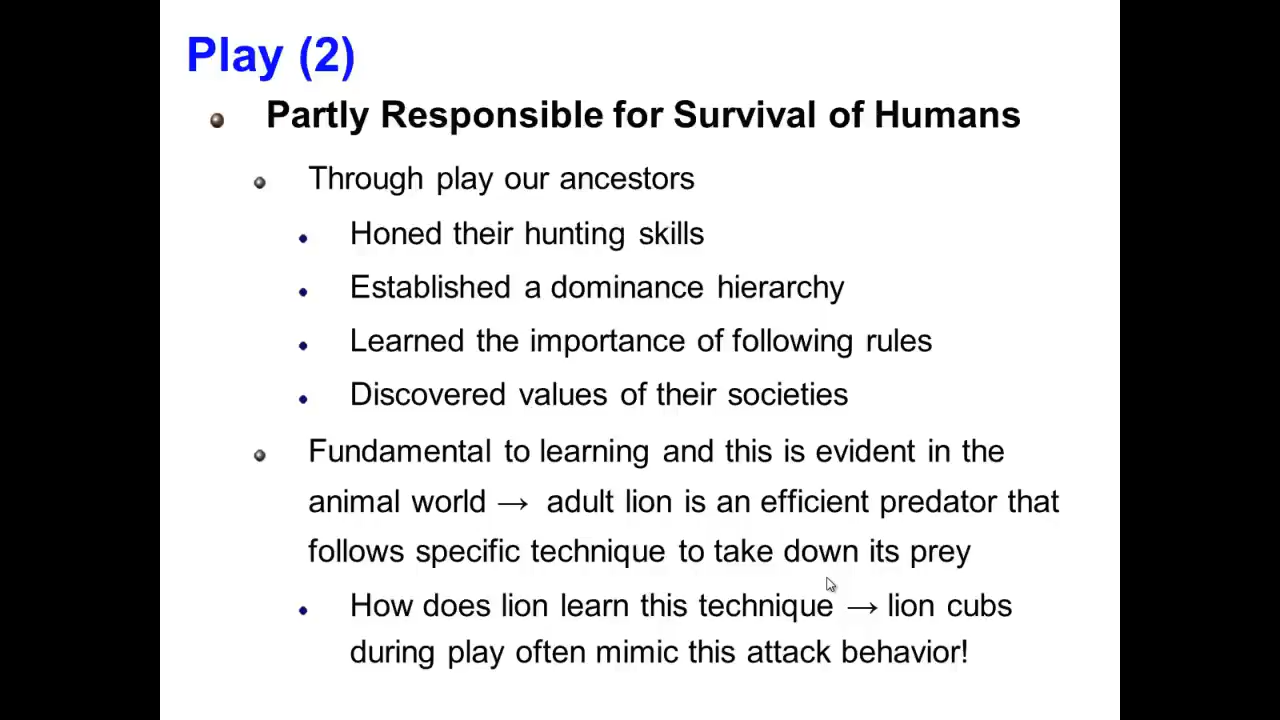 Play (2)
Partly Responsible for Survival of Humans
Through play our ancestors
Honed their hunting skills
Established a dominance hierarchy
Learned the importance of following rules
Discovered values of their societies
Fundamental to learning and this is evident in the
animal world → adult lion is an efficient predator that
follows specific technique to take down its prey
How does lion learn this technique → lion cubs
during play often mimic this attack behavior!